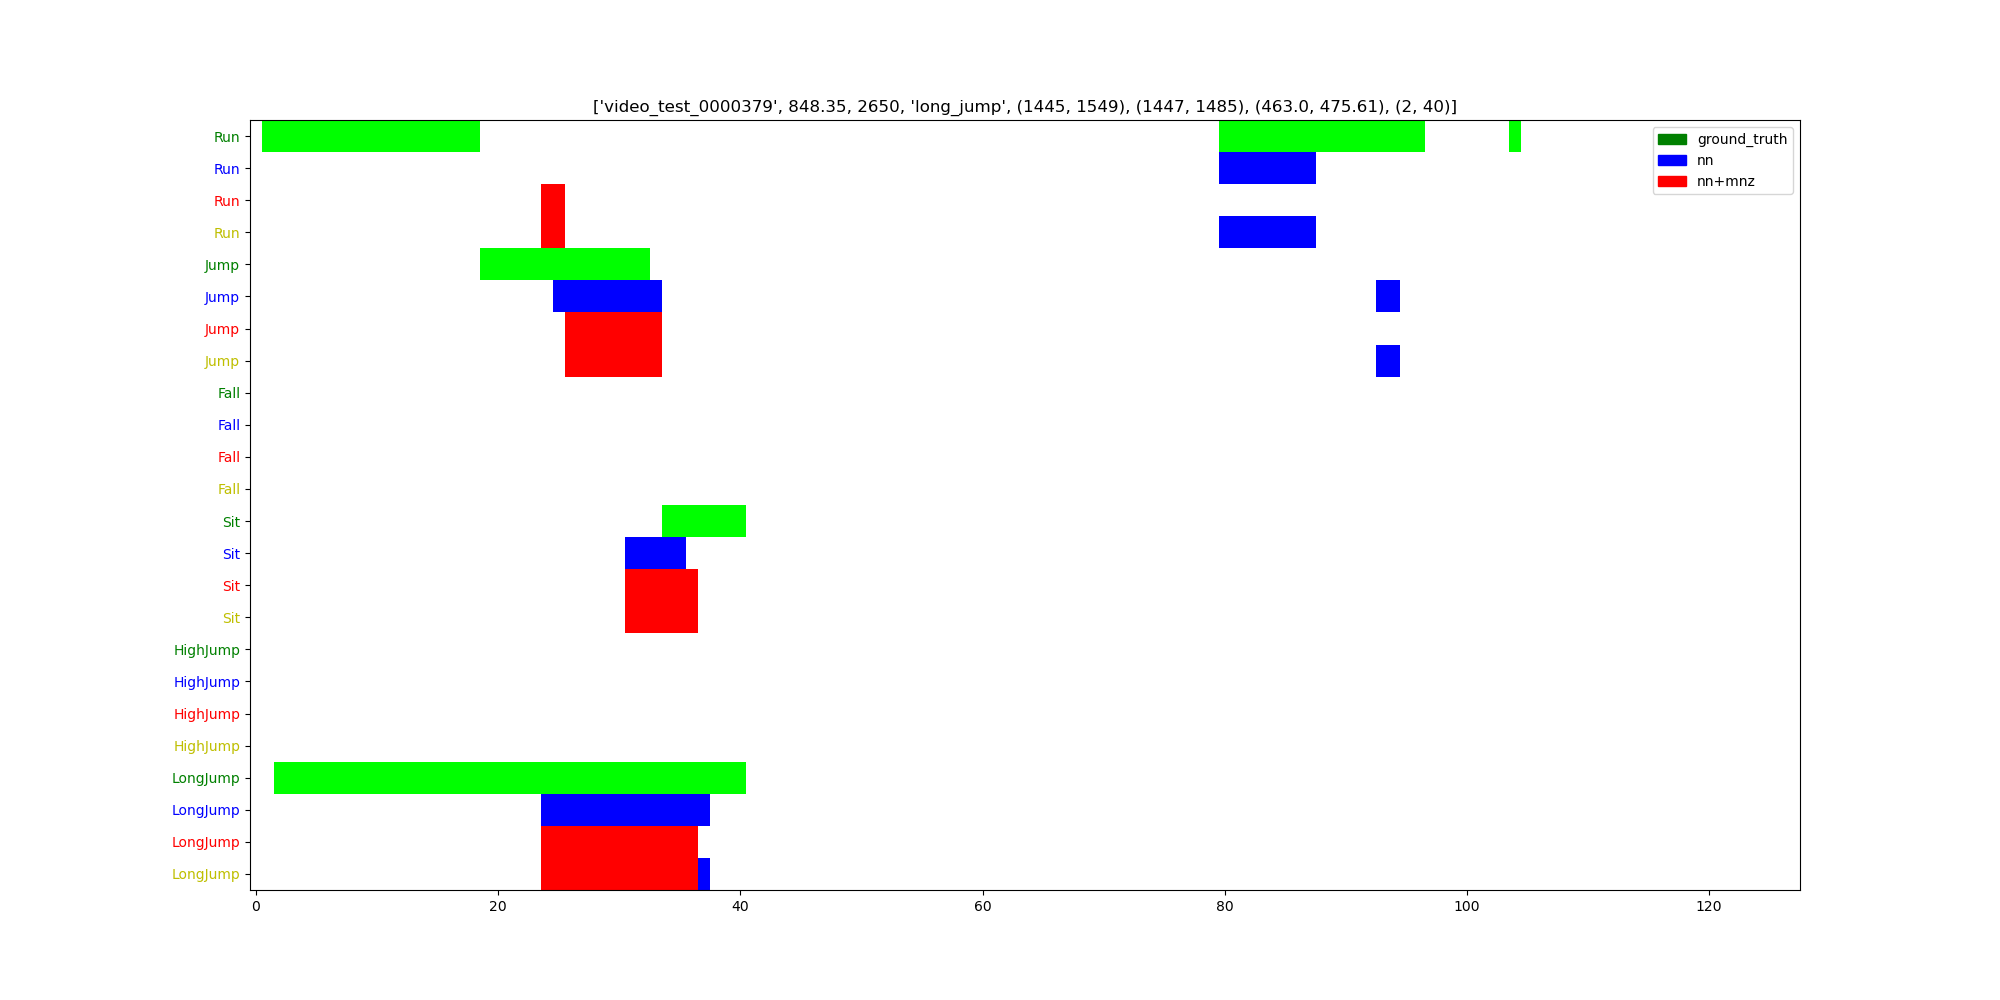 ['video_test_0000379', 848.35, 2650, 'long_jump', (1445, 1549), (1447, 1485), (463.0, 475.61), (2, 40)]
ground_truth
nn
nn+mnz
Run
Run
Run
Run
Jump
Jump
Jump
Jump
Fall
Fall
Fall
Fall
Sit
Sit
Sit
Sit
HighJump
HighJump
HighJump
HighJump
LongJump
LongJump
LongJump
LongJump
0 20 40 60 80 100 120